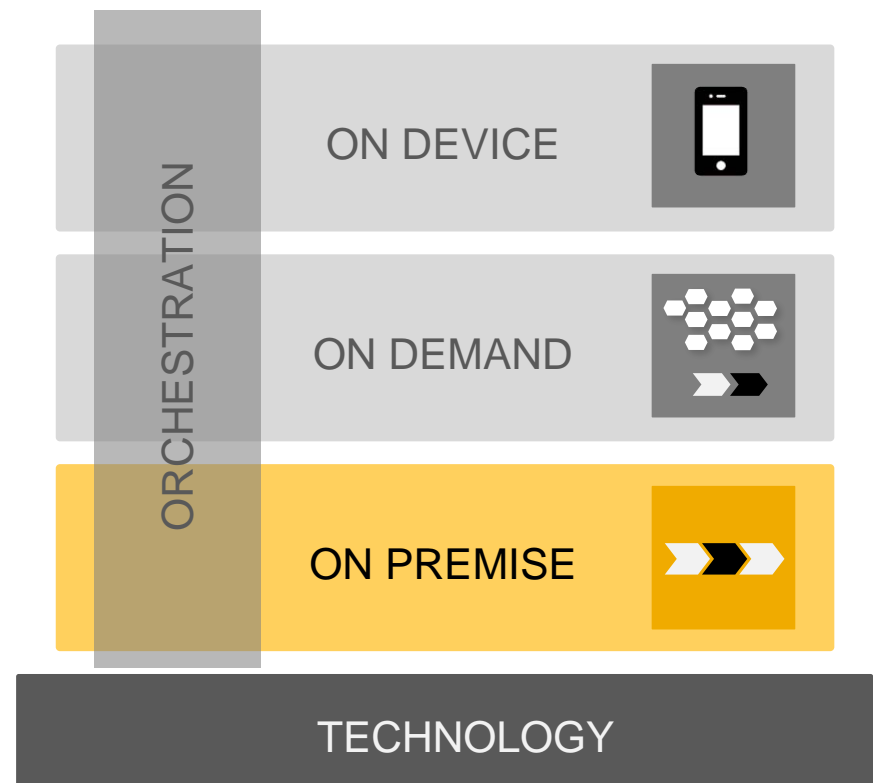 ORCHESTRATION
ON DEVICE
ON DEMAND
ON PREMISE
TECHNOLOGY